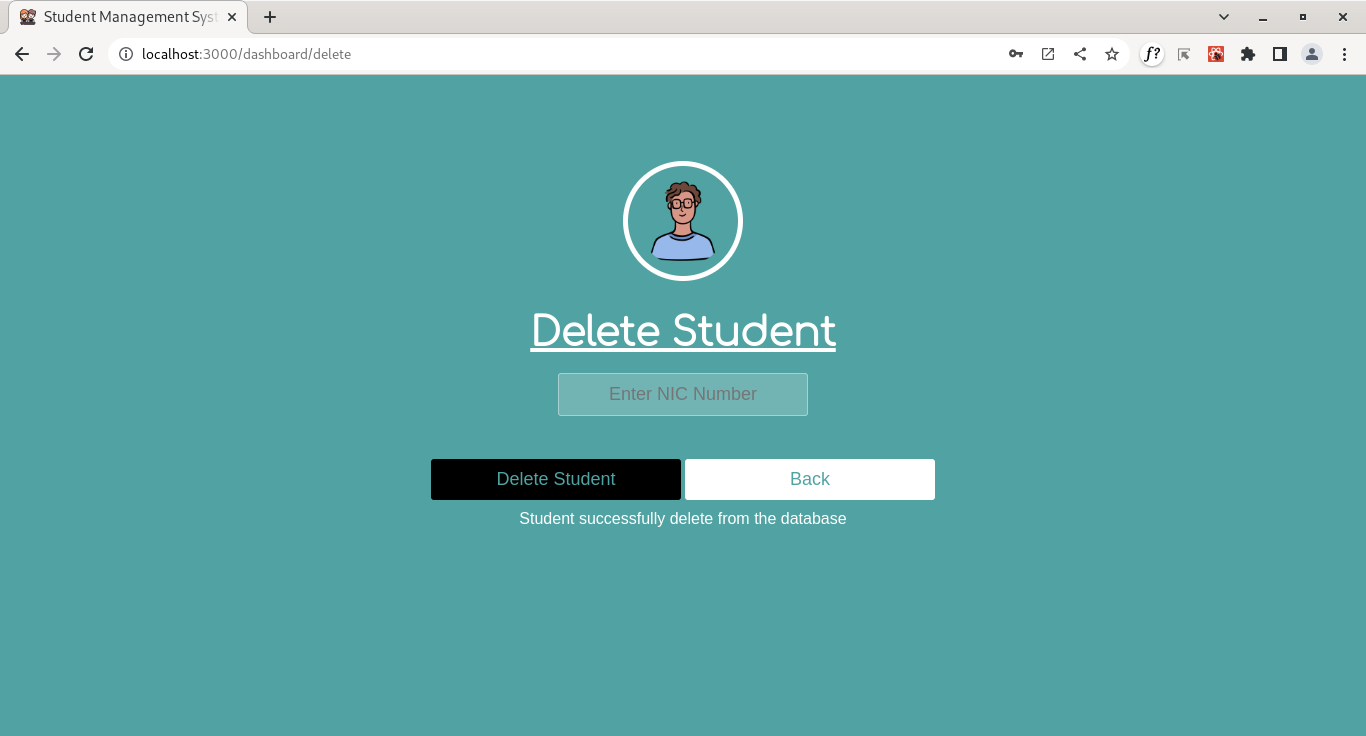 Student Management Syst
localhost:3000/dashboard/delete
f?
Delete Student
Enter NIC Number
Delete Student
Back
Student successfully delete from the database